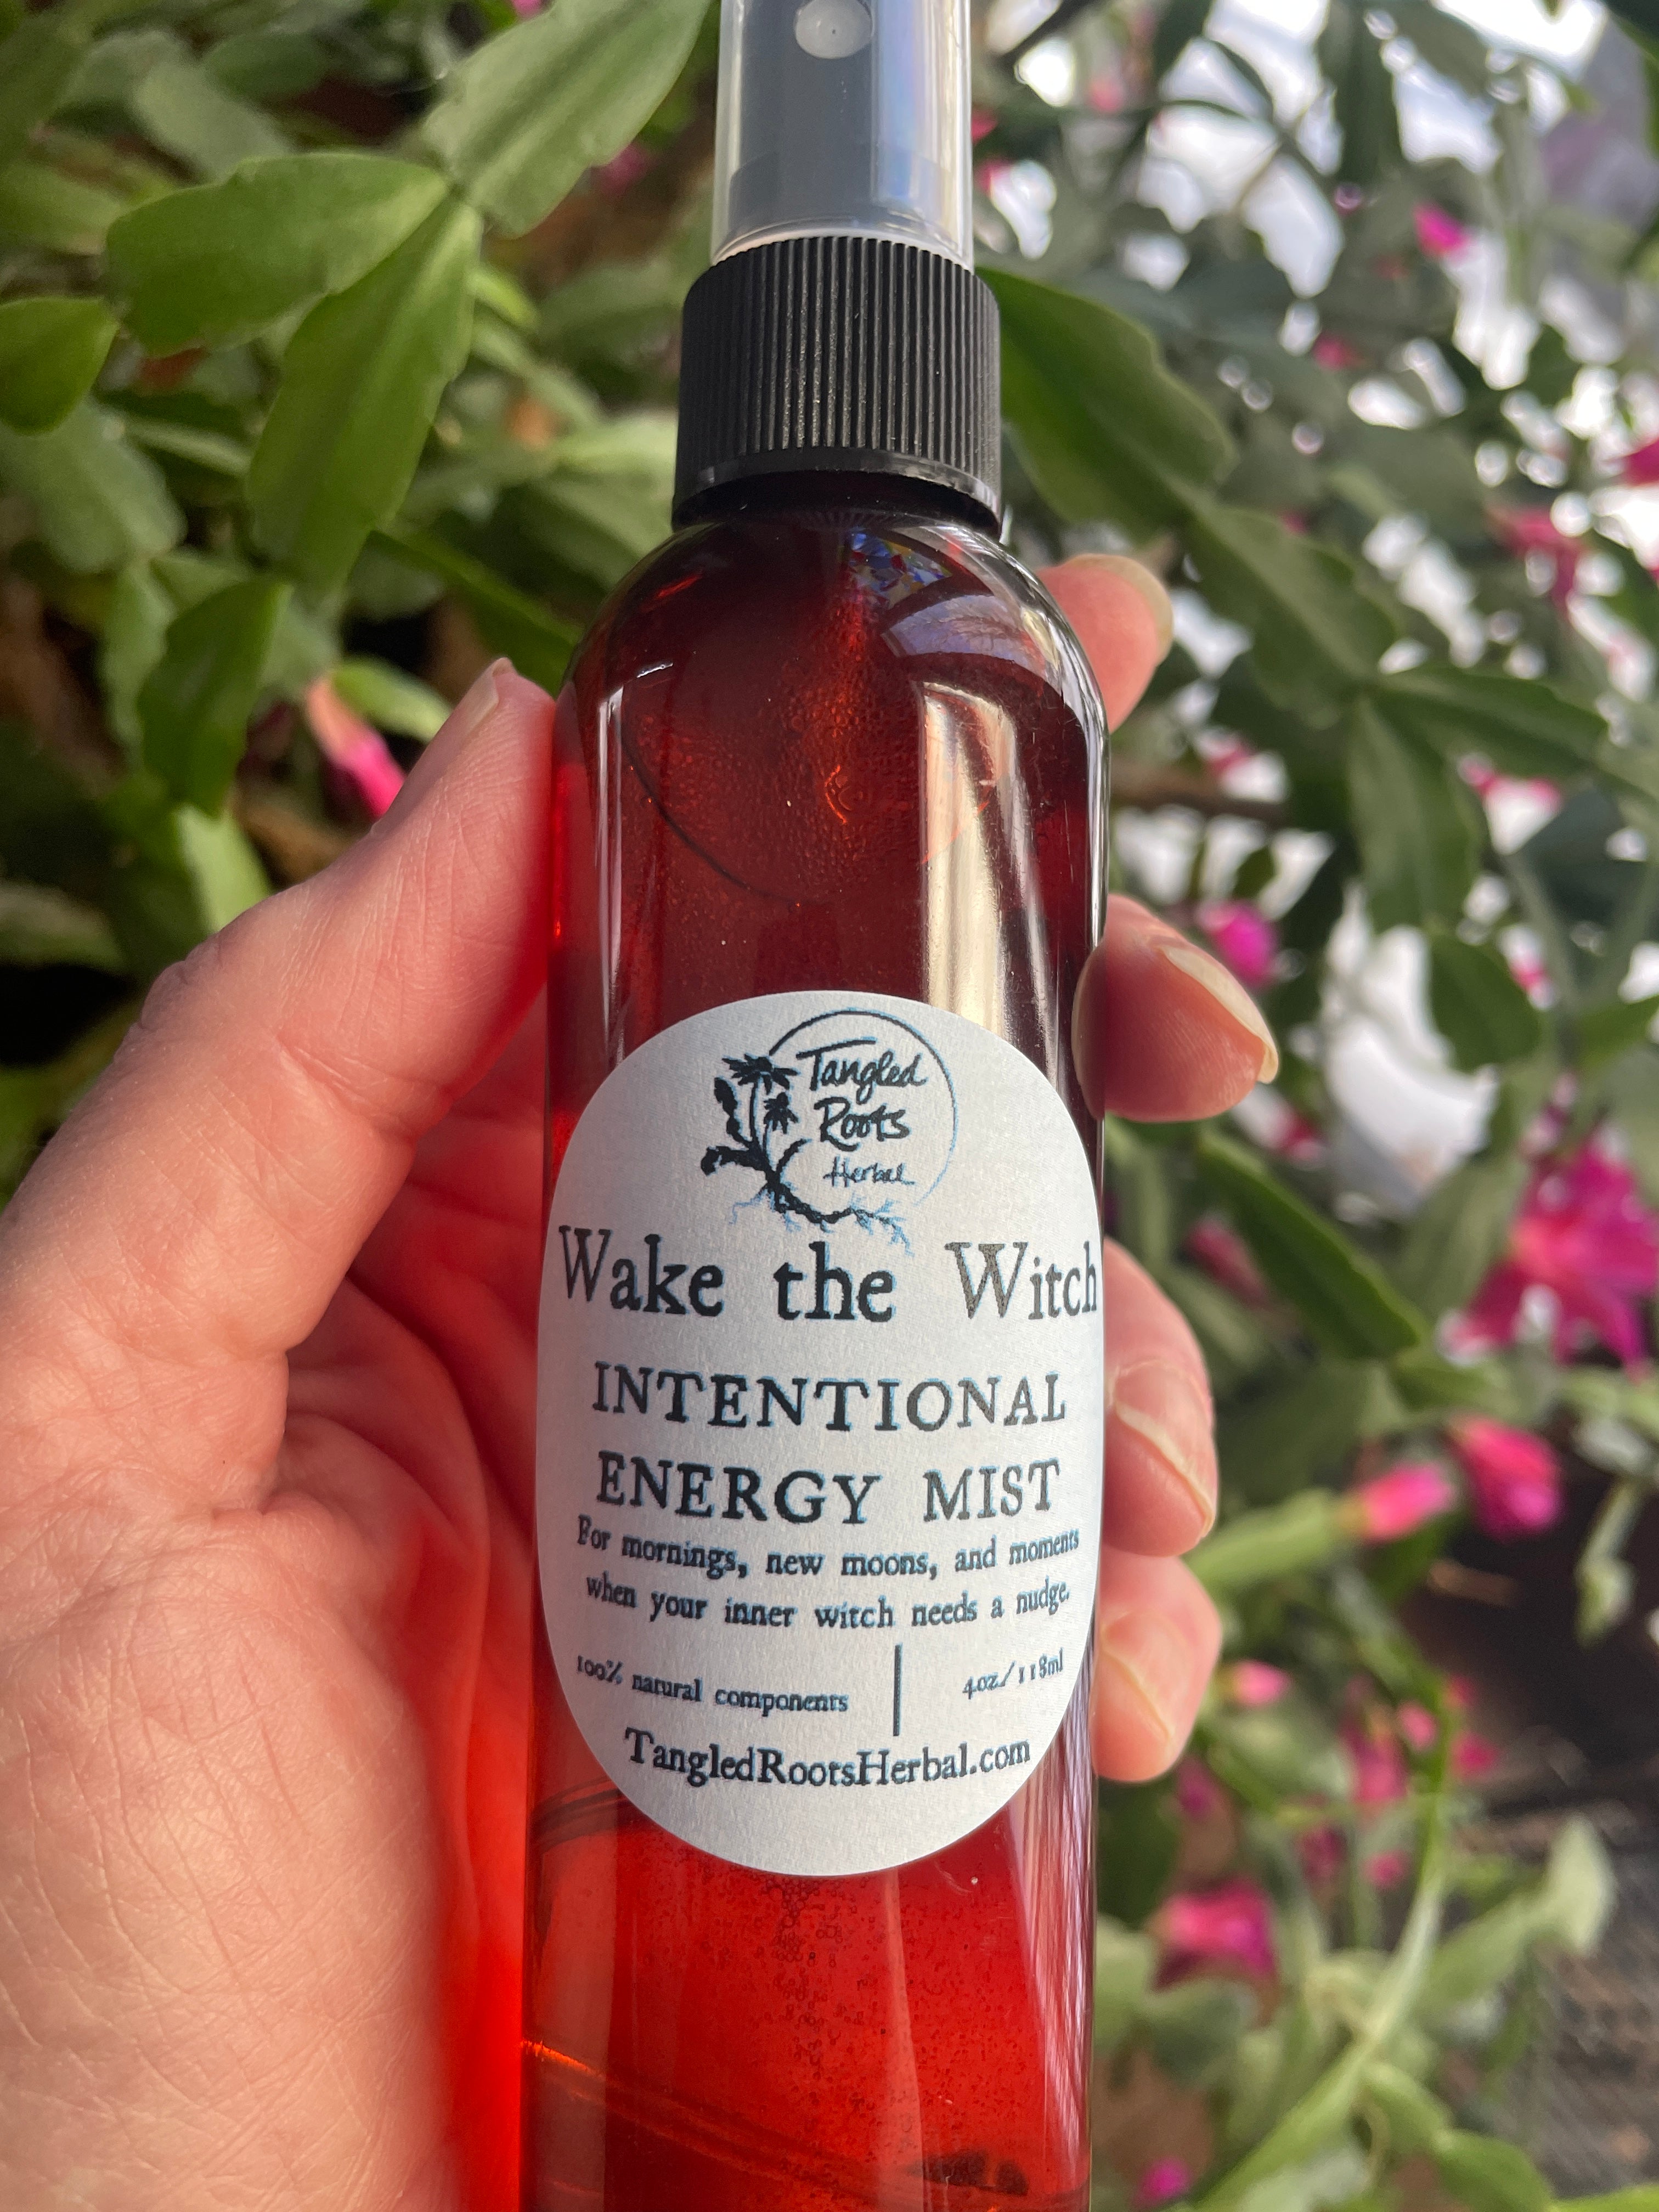 Tangled
Roots
Herbal
Wake the Witch
INTENTIONAL
ENERGY MIST
For mornings, new moons, and moments
when your inner witch needs a nudge.
100% natural components | 4oz/118ml
TangledRootsHerbal.com